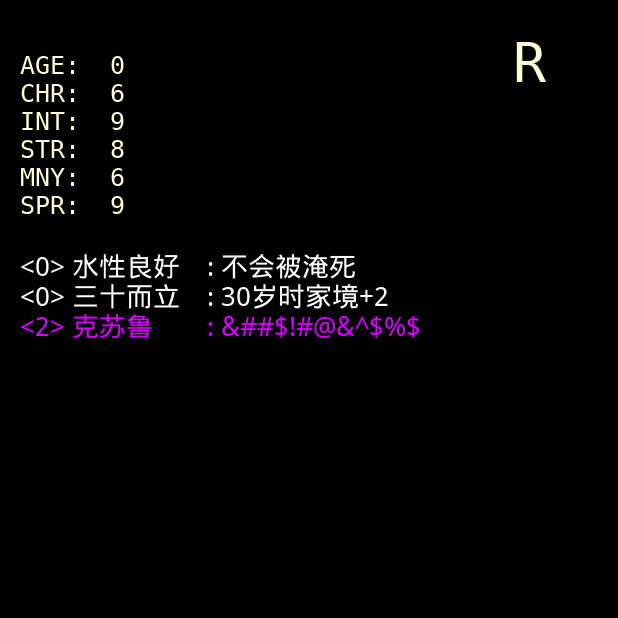 R
AGE: 0
CHR: 6
INT: 9
STR: 8
MNY: 6
SPR: 9
<0> 水性良好 : 不会被淹死
<0> 三十而立 : 30岁时家境+2
<2> 克苏鲁 : &##$!#@&^$%$